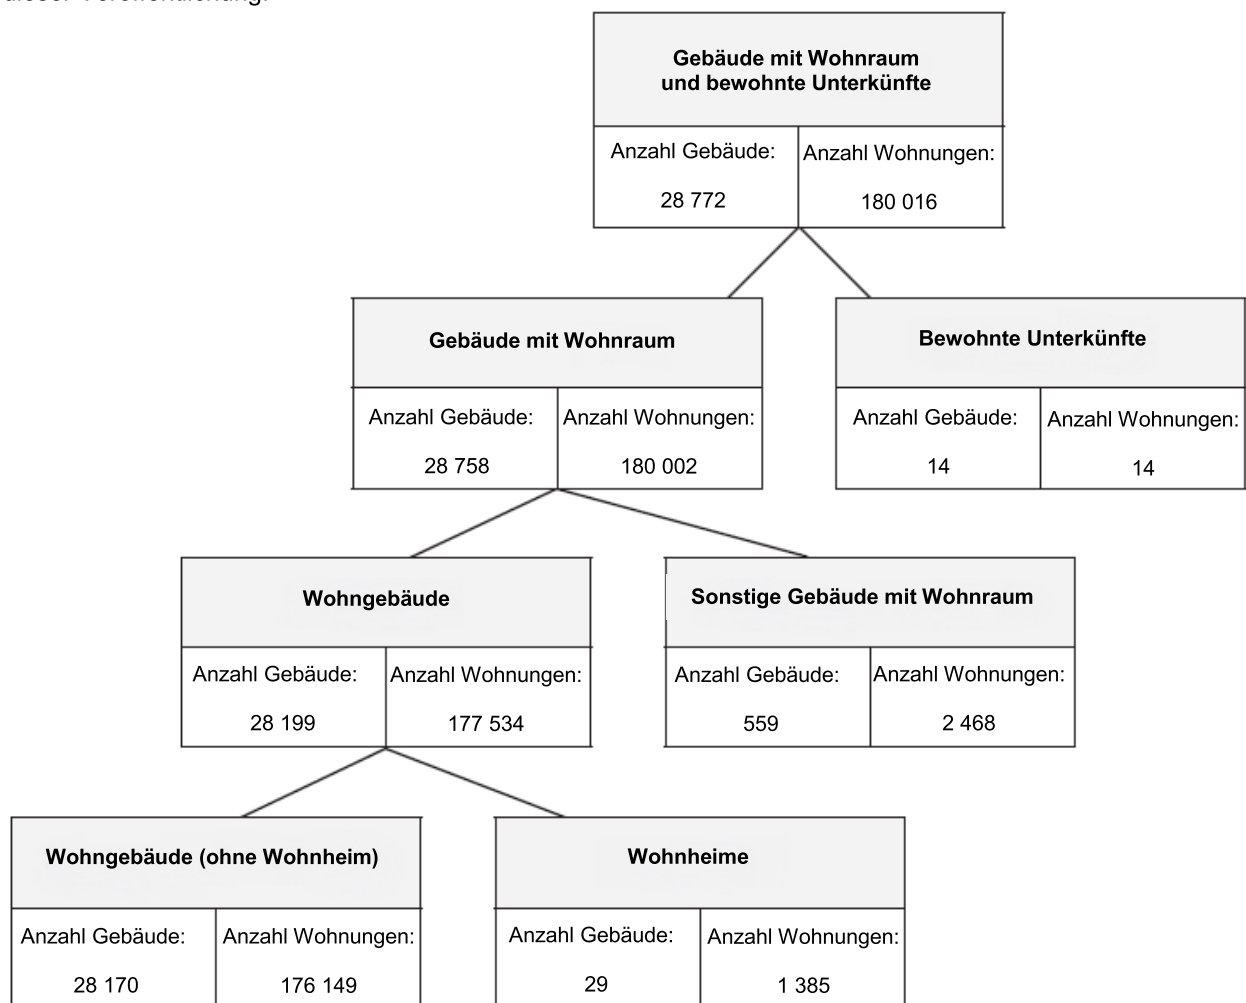 Gebäude mit Wohnraum
und bewohnte Unterkünfte
Anzahl Gebäude:
28 772
Anzahl Wohnungen:
180 016
Gebäude mit Wohnraum
Anzahl Gebäude:
28 758
Anzahl Wohnungen:
180 002
Bewohnte Unterkünfte
Anzahl Gebäude:
14
Anzahl Wohnungen:
14
Wohngebäude
Anzahl Gebäude:
28 199
Anzahl Wohnungen:
177 534
Sonstige Gebäude mit Wohnraum
Anzahl Gebäude:
559
Anzahl Wohnungen:
2 468
Wohngebäude (ohne Wohnheim)
Anzahl Gebäude:
28 170
Anzahl Wohnungen:
176 149
Wohnheime
Anzahl Gebäude:
29
Anzahl Wohnungen:
1 385